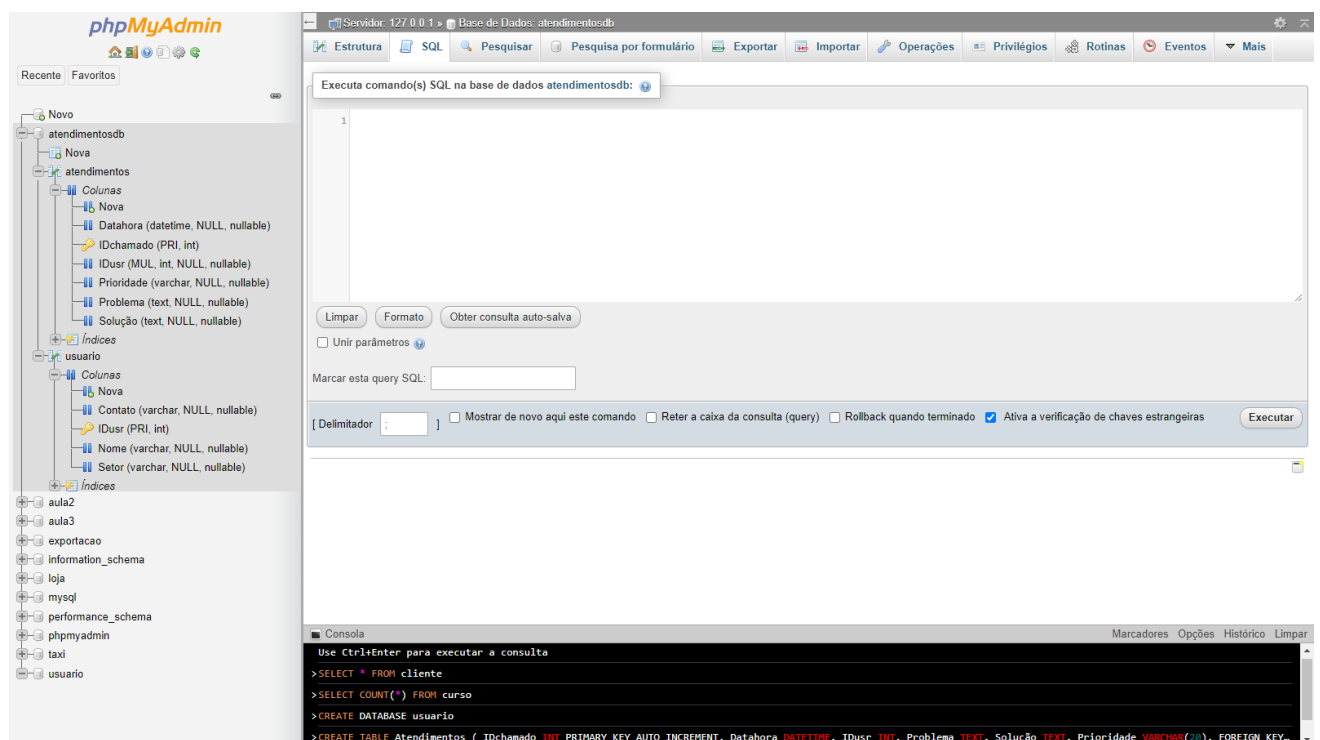 phpMyAdmin
Recente Favoritos
Novo
atendimentosdb
Nova
atendimentos
Colunas
Nova
Datahora (datetime, NULL, nullable)
IDchamado (PRI, int)
IDusr (MUL, int, NULL, nullable)
Prioridade (varchar, NULL, nullable)
Problema (text, NULL, nullable)
Solução (text, NULL, nullable)
Índices
usuario
Colunas
Nova
Contato (varchar, NULL, nullable)
IDusr (PRI, int)
Nome (varchar, NULL, nullable)
Setor (varchar, NULL, nullable)
Índices
aula2
aula3
exportacao
information_schema
loja
mysql
performance_schema
phpmyadmin
taxi
usuario
Servidor: 127.0.0.1 » Base de Dados: atendimentosdb
Estrutura SQL Pesquisar Pesquisa por formulário Exportar Importar Operações Privilégios Rotinas Eventos Mais
Executa comando(s) SQL na base de dados atendimentosdb:
1
Limpar Formato Obter consulta auto-salva
Unir parâmetros
Marcar esta query SQL:
[ Delimitador ; ] Mostrar de novo aqui este comando Reter a caixa da consulta (query) Rollback quando terminado Ativa a verificação de chaves estrangeiras Executar
Consola Marcadores Opções Histórico Limpar
Use Ctrl+Enter para executar a consulta
>SELECT * FROM cliente
>SELECT COUNT(*) FROM curso
>CREATE DATABASE usuario
>CREATE TABLE Atendimentos ( IDchamado INT PRIMARY KEY AUTO_INCREMENT, Datahora DATETIME, IDusr INT, Problema TEXT, Solução TEXT, Prioridade VARCHAR(20), FOREIGN KEY…